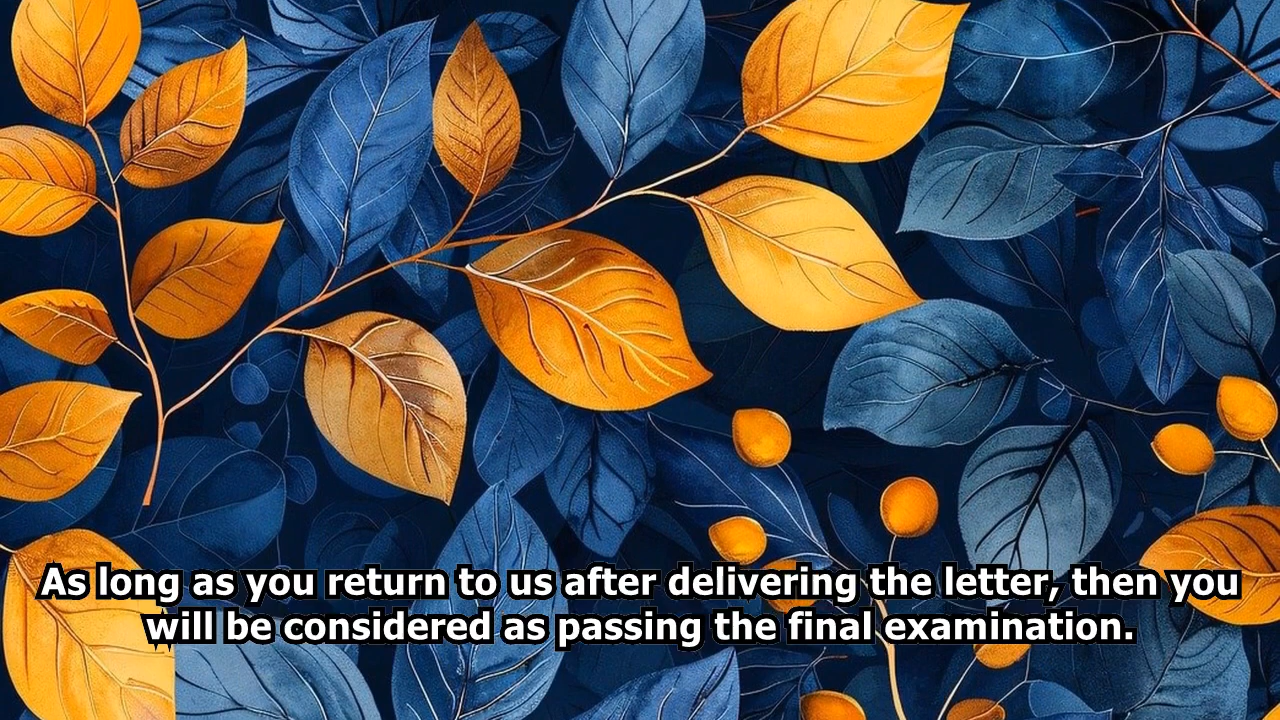 As long as you return to us after delivering the letter, then you
will be considered as passing the final examination.